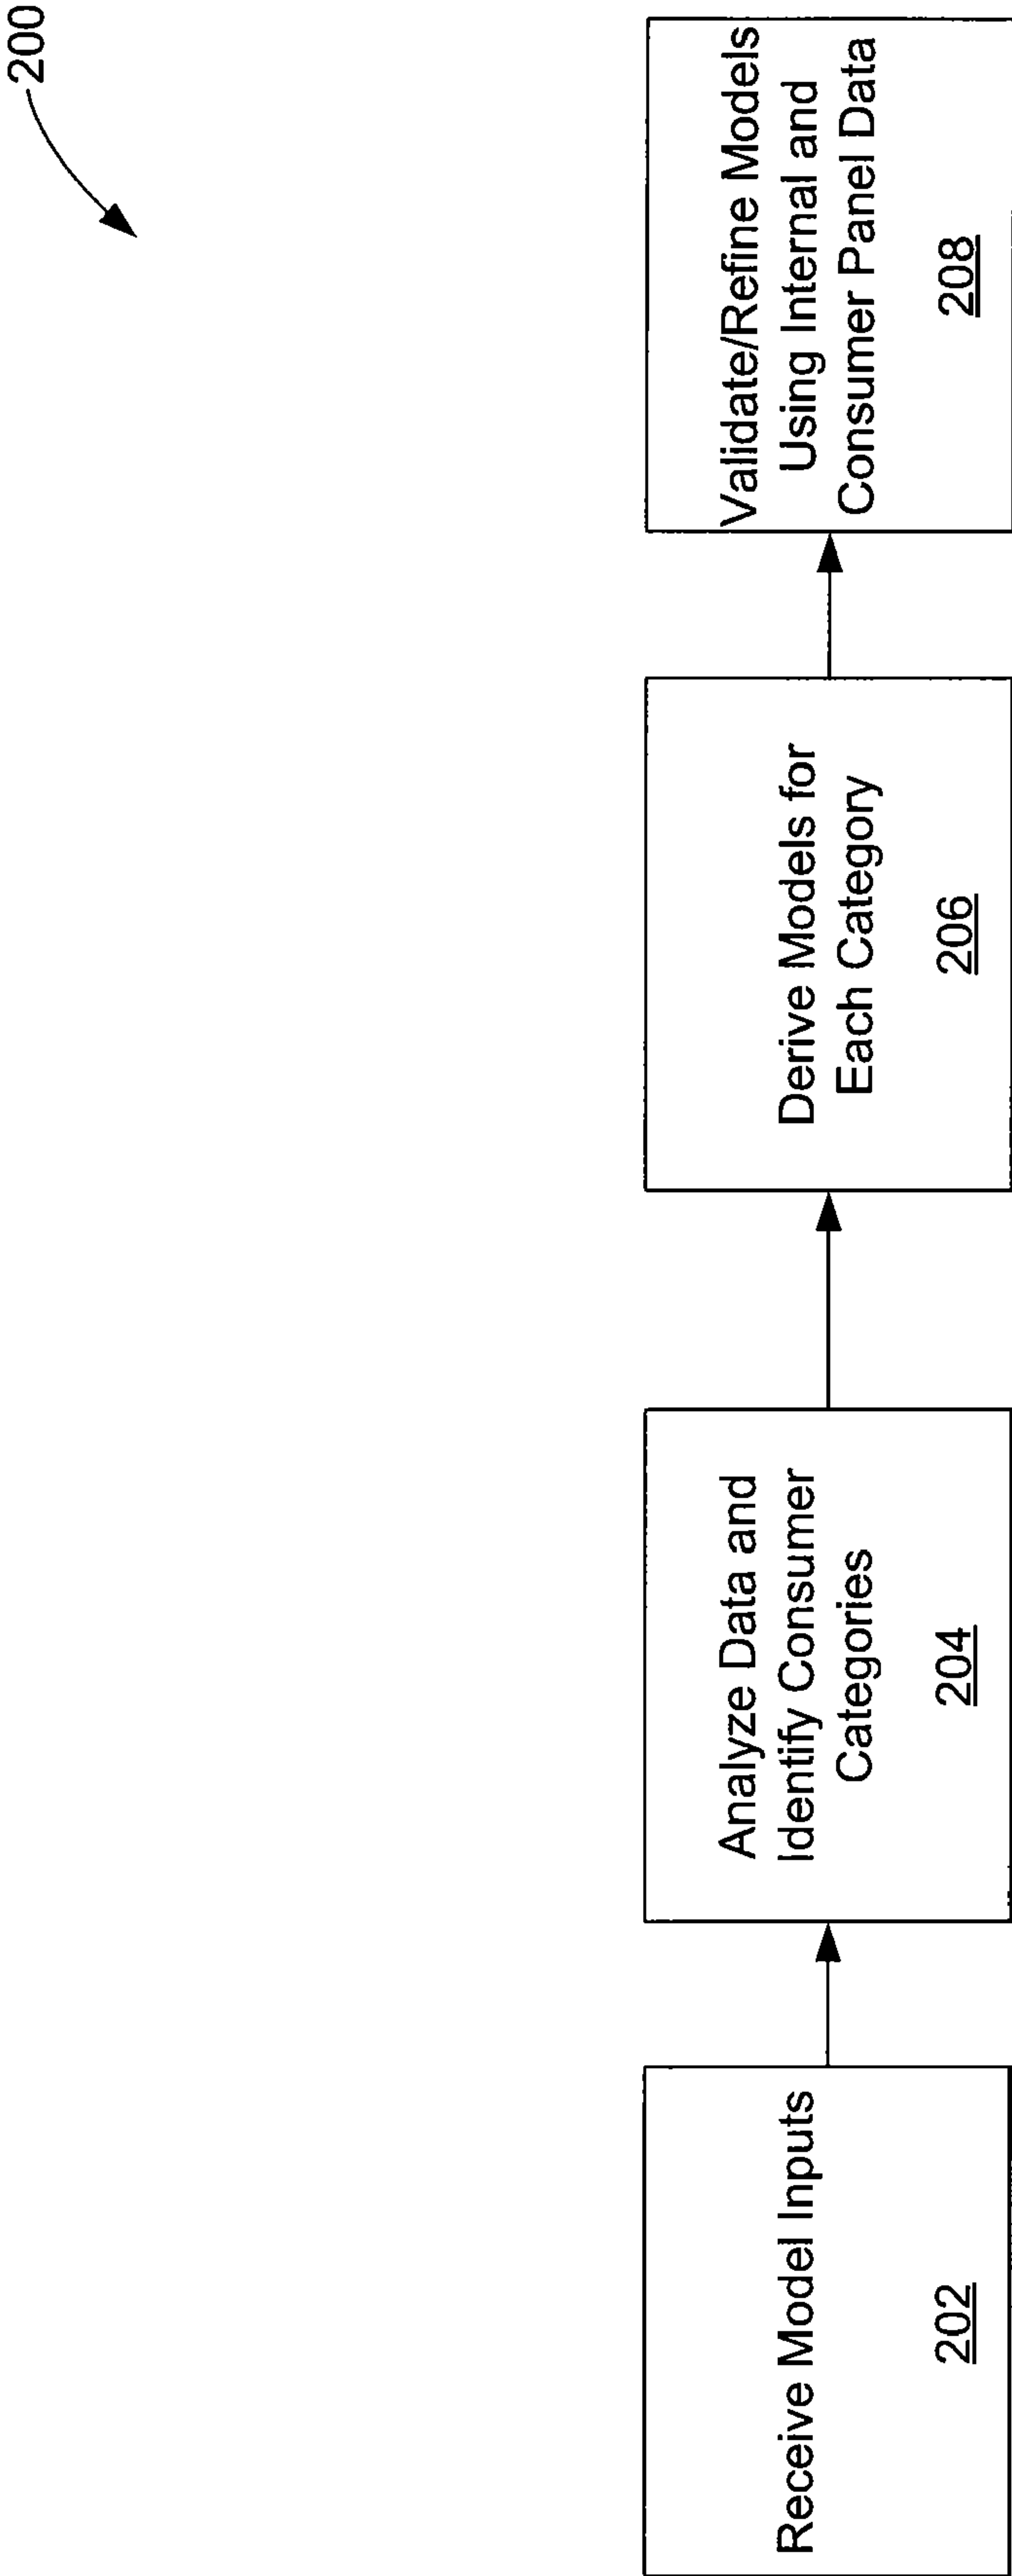 200
Receive Model Inputs
202
Analyze Data and
Identify Consumer
Categories
204
Derive Models for
Each Category
206
Validate/Refine Models
Using Internal and
Consumer Panel Data
208